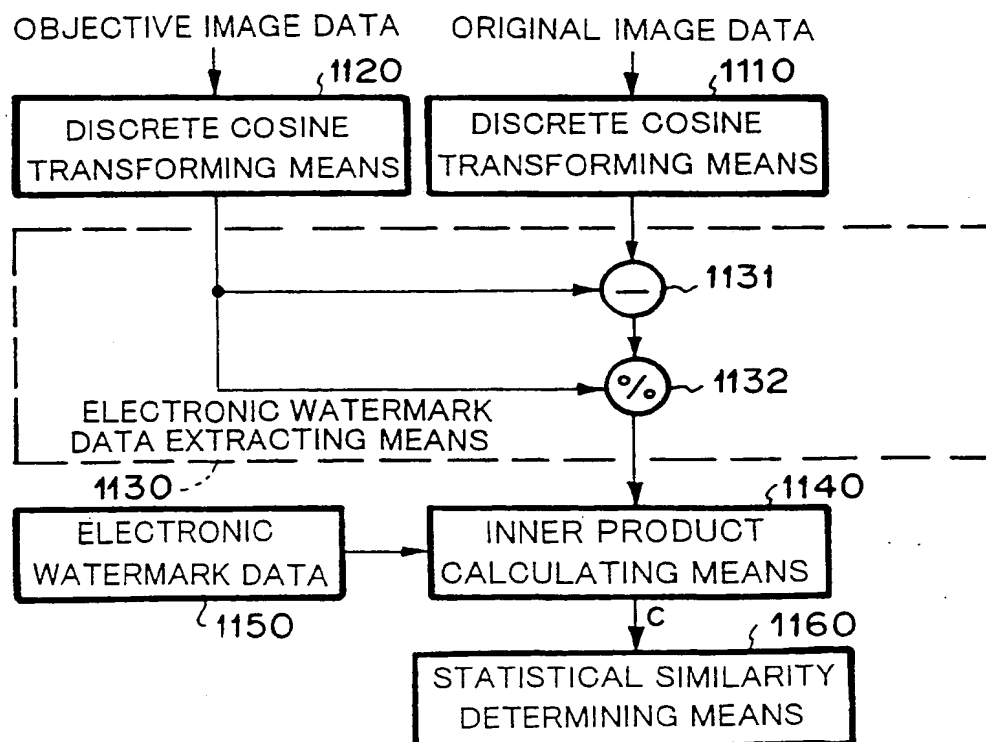 OBJECTIVE IMAGE DATA
ORIGINAL IMAGE DATA
1120
1110
DISCRETE COSINE
TRANSFORMING MEANS
DISCRETE COSINE
TRANSFORMING MEANS
—
1131
%
1132
ELECTRONIC WATERMARK
DATA EXTRACTING MEANS
1130
1140
ELECTRONIC
WATERMARK DATA
INNER PRODUCT
CALCULATING MEANS
1150
C
1160
STATISTICAL SIMILARITY
DETERMINING MEANS